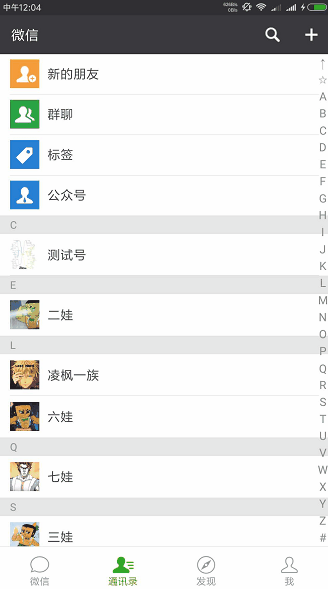 中午12:04
微信
新的朋友
群聊
标签
公众号
C
测试号
E
二娃
L
凌枫一族
六娃
Q
七娃
S
三娃
↑
☆
A
B
C
D
E
F
G
H
I
J
K
L
M
N
O
P
Q
R
S
T
U
V
W
X
Y
Z
#
微信
通讯录
发现
我